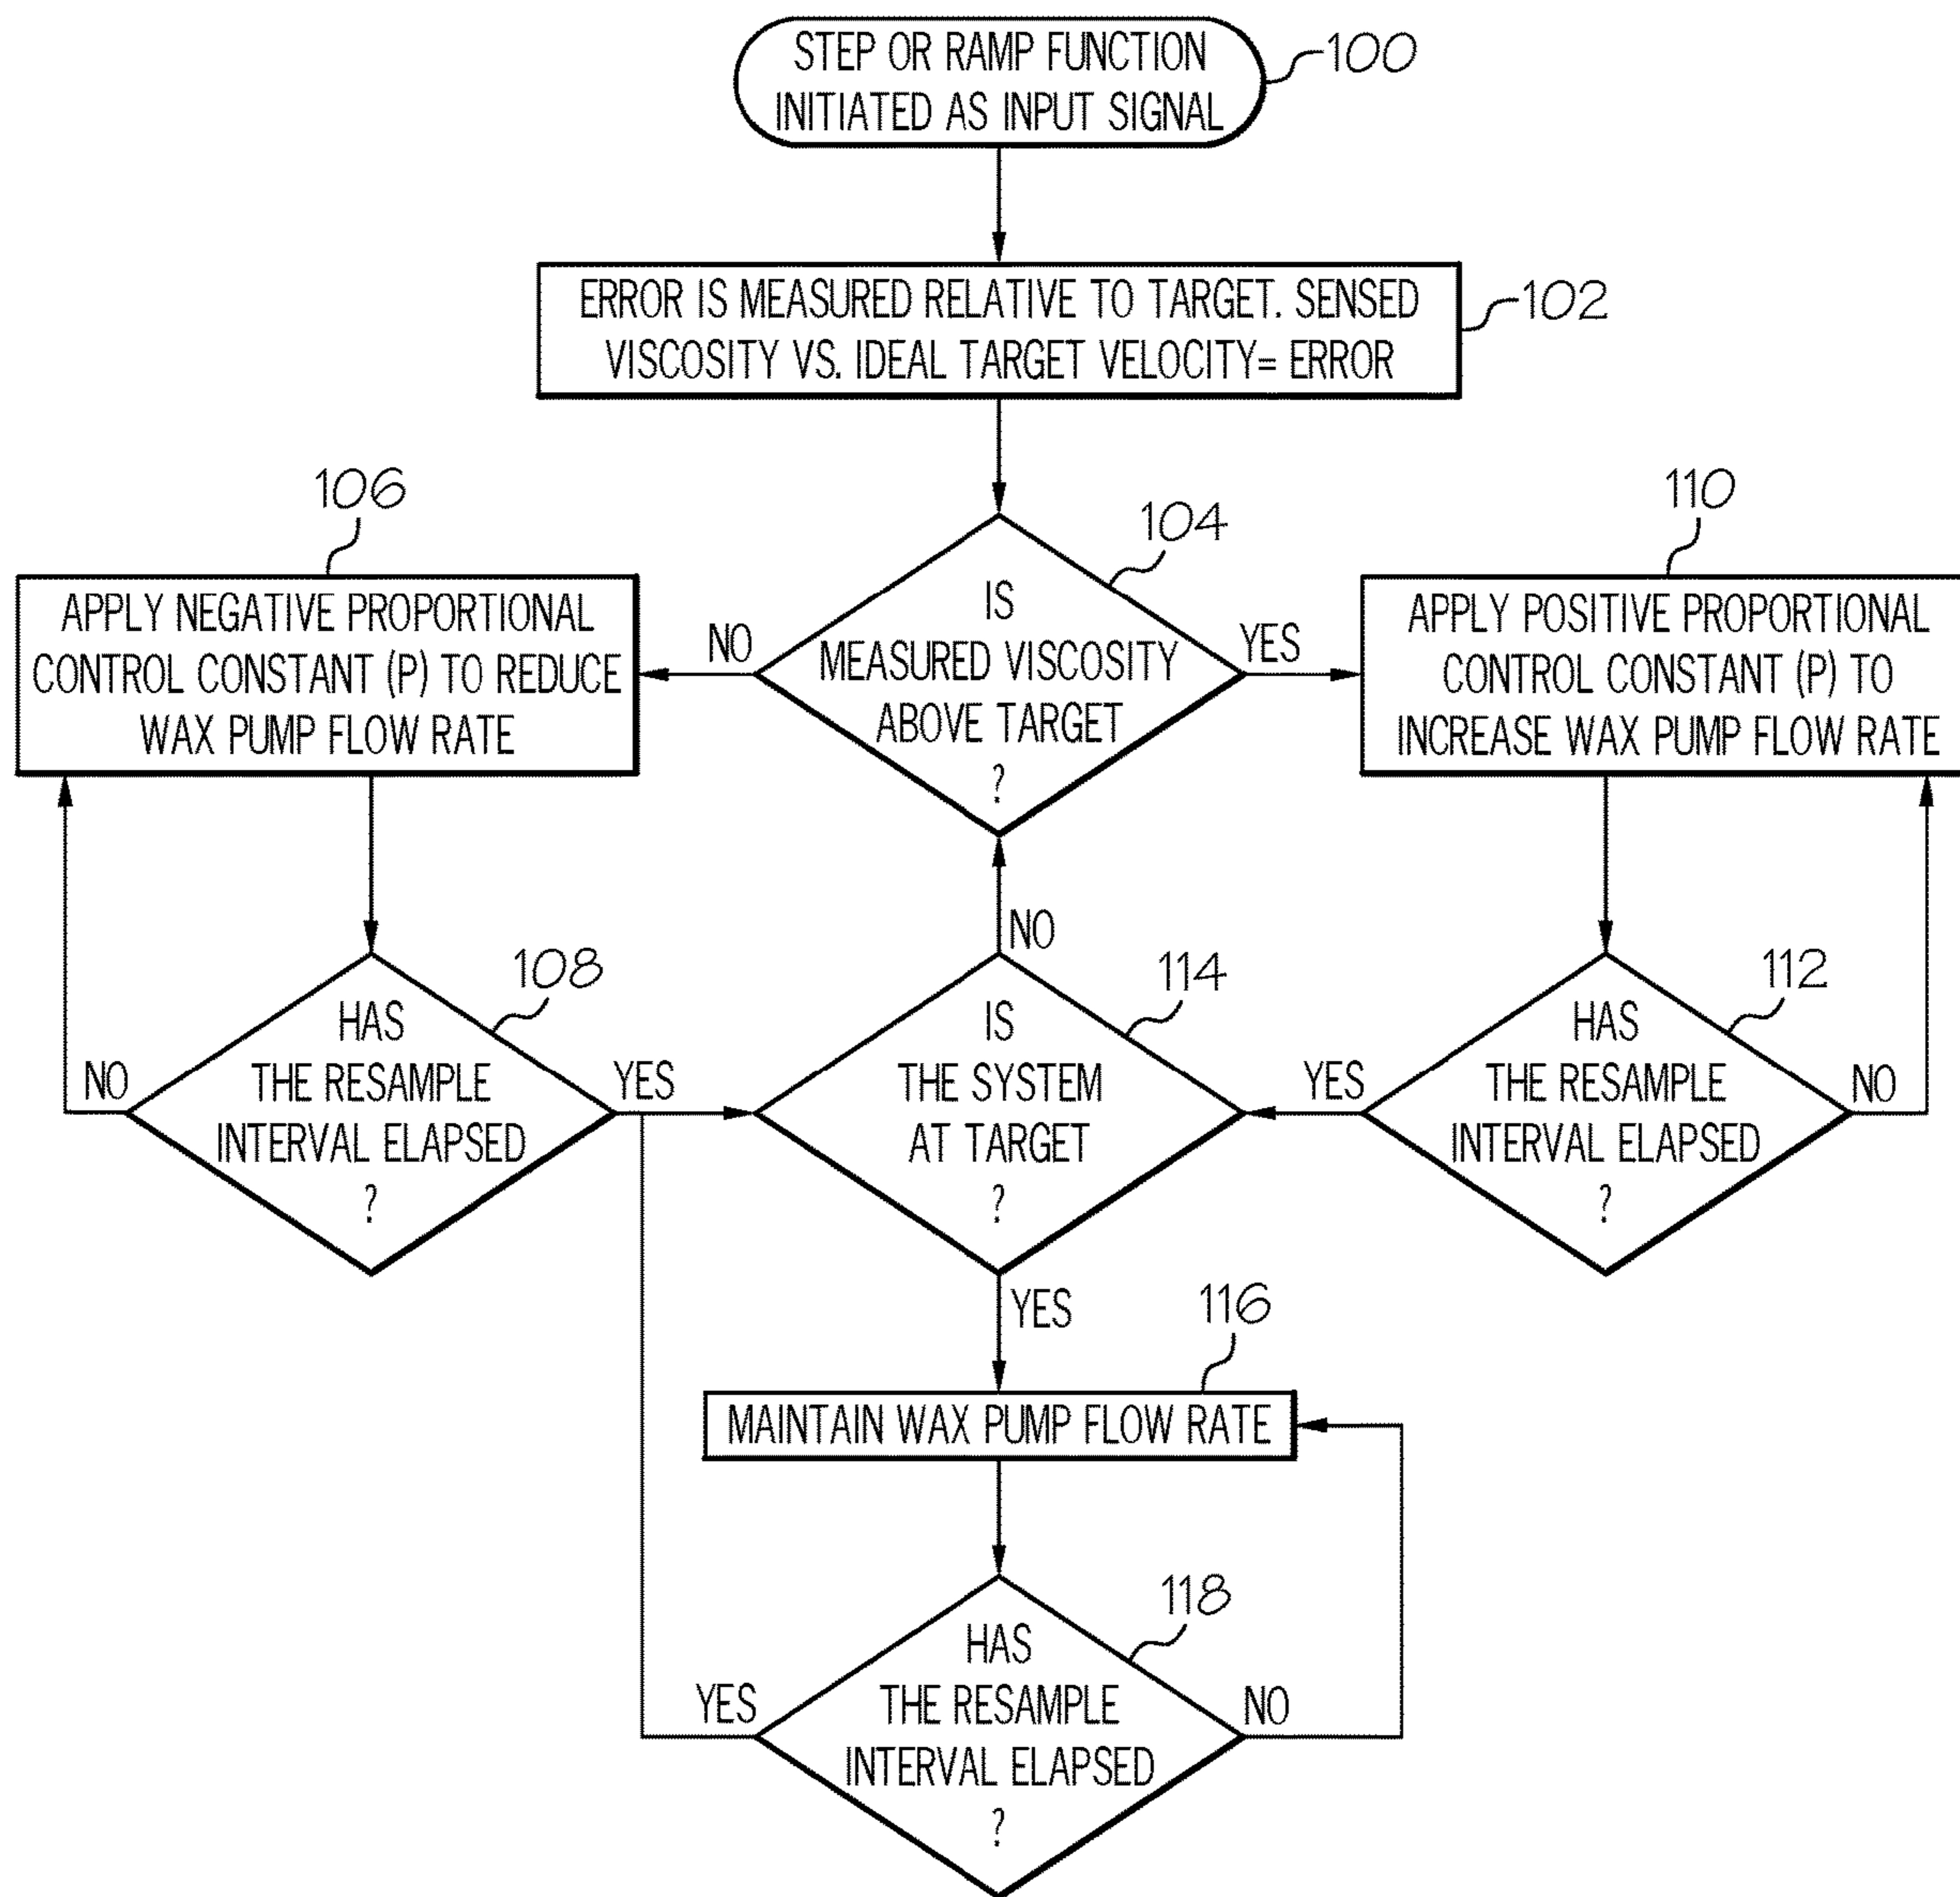 STEP OR RAMP FUNCTION
INITIATED AS INPUT SIGNAL
100
ERROR IS MEASURED RELATIVE TO TARGET. SENSED
VISCOSITY VS. IDEAL TARGET VELOCITY= ERROR
102
106
APPLY NEGATIVE PROPORTIONAL
CONTROL CONSTANT (P) TO REDUCE
WAX PUMP FLOW RATE
104
IS
MEASURED VISCOSITY
ABOVE TARGET
?
NO
YES
110
APPLY POSITIVE PROPORTIONAL
CONTROL CONSTANT (P) TO
INCREASE WAX PUMP FLOW RATE
108
HAS
THE RESAMPLE
INTERVAL ELAPSED
?
NO
YES
NO
114
IS
THE SYSTEM
AT TARGET
?
YES
112
HAS
THE RESAMPLE
INTERVAL ELAPSED
?
YES
NO
116
MAINTAIN WAX PUMP FLOW RATE
118
HAS
THE RESAMPLE
INTERVAL ELAPSED
?
YES
NO